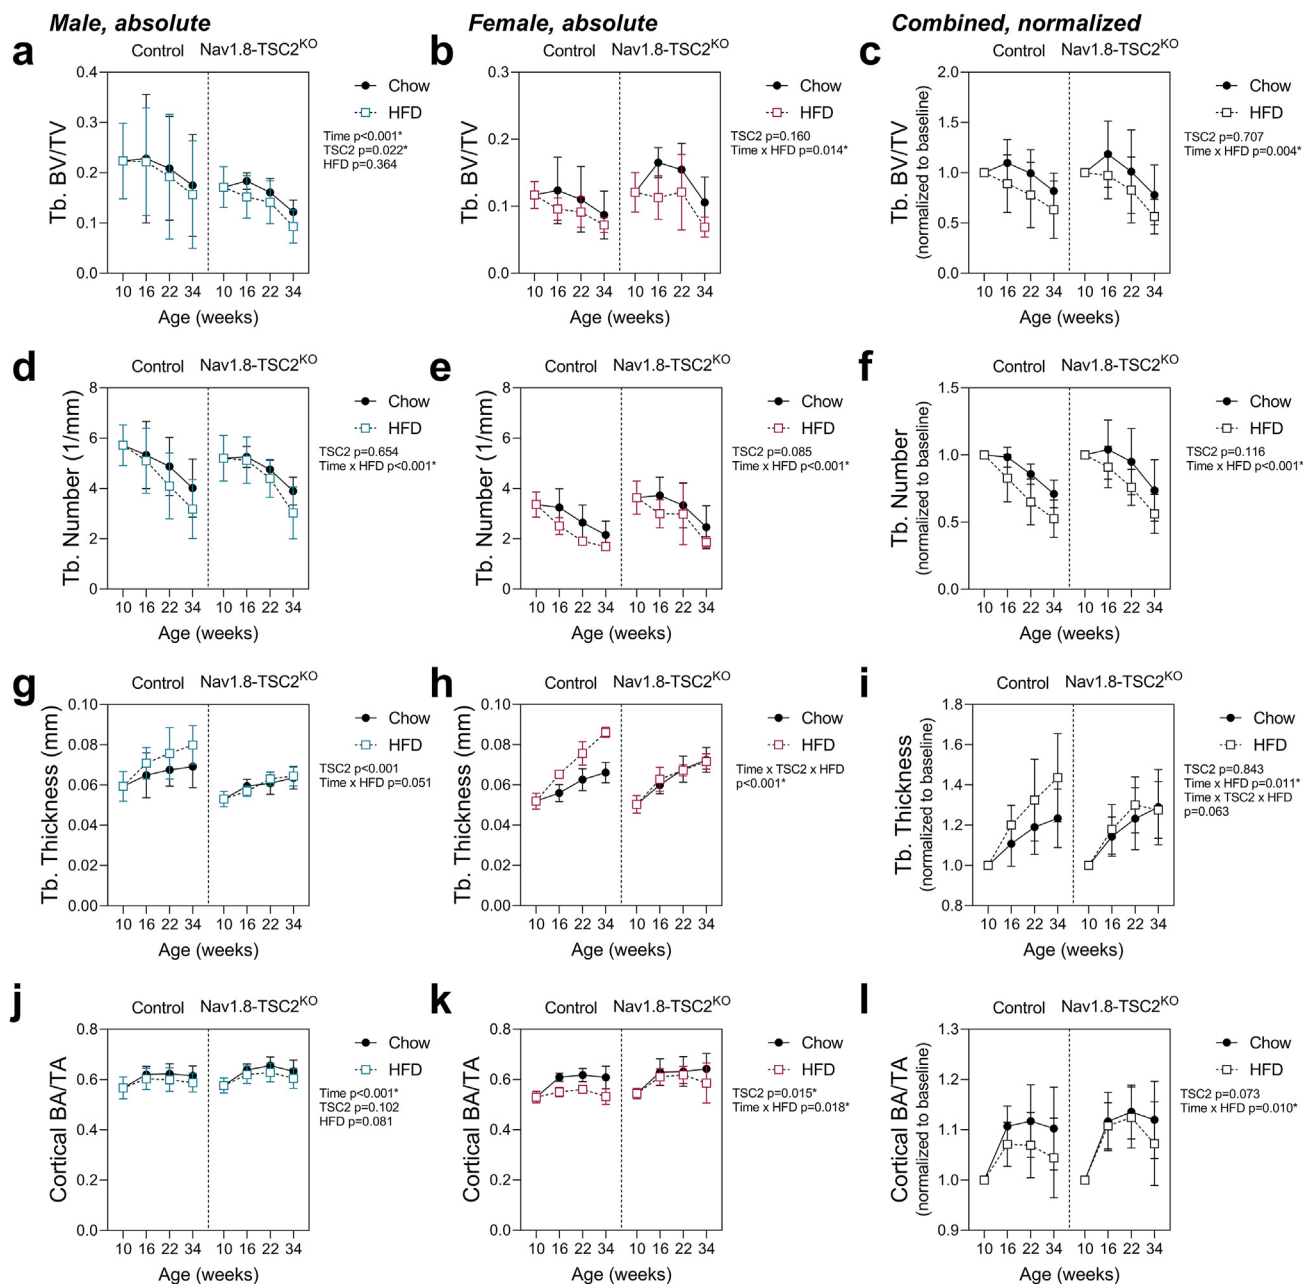 Male, absolute
Female, absolute
Combined, normalized
a
Control Nav1.8-TSC2KO
0.4
0.3
0.2
0.1
0.0
Tb. BV/TV
10 16 22 34 10 16 22 34
Age (weeks)
Chow
HFD
Time p<0.001*
TSC2 p=0.022*
HFD p=0.364
b
Control Nav1.8-TSC2KO
0.3
0.2
0.1
0.0
Tb. BV/TV
10 16 22 34 10 16 22 34
Age (weeks)
Chow
HFD
TSC2 p=0.160
Time x HFD p=0.014*
c
Control Nav1.8-TSC2KO
2.0
1.5
1.0
0.5
0.0
Tb. BV/TV
(normalized to baseline)
10 16 22 34 10 16 22 34
Age (weeks)
Chow
HFD
TSC2 p=0.707
Time x HFD p=0.004*
d
Control Nav1.8-TSC2KO
8
6
4
2
0
Tb. Number (1/mm)
10 16 22 34 10 16 22 34
Age (weeks)
Chow
HFD
TSC2 p=0.654
Time x HFD p<0.001*
e
Control Nav1.8-TSC2KO
8
6
4
2
0
Tb. Number (1/mm)
10 16 22 34 10 16 22 34
Age (weeks)
Chow
HFD
TSC2 p=0.085
Time x HFD p<0.001*
f
Control Nav1.8-TSC2KO
1.5
1.0
0.5
0.0
Tb. Number
(normalized to baseline)
10 16 22 34 10 16 22 34
Age (weeks)
Chow
HFD
TSC2 p=0.116
Time x HFD p<0.001*
g
Control Nav1.8-TSC2KO
0.10
0.08
0.06
0.04
0.02
0.00
Tb. Thickness (mm)
10 16 22 34 10 16 22 34
Age (weeks)
Chow
HFD
TSC2 p<0.001
Time x HFD p=0.051
h
Control Nav1.8-TSC2KO
0.10
0.08
0.06
0.04
0.02
0.00
Tb. Thickness (mm)
10 16 22 34 10 16 22 34
Age (weeks)
Chow
HFD
Time x TSC2 x HFD
p<0.001*
i
Control Nav1.8-TSC2KO
1.8
1.6
1.4
1.2
1.0
0.8
Tb. Thickness
(normalized to baseline)
10 16 22 34 10 16 22 34
Age (weeks)
Chow
HFD
TSC2 p=0.843
Time x HFD p=0.011*
Time x TSC2 x HFD
p=0.063
j
Control Nav1.8-TSC2KO
0.8
0.6
0.4
0.2
0.0
Cortical BA/TA
10 16 22 34 10 16 22 34
Age (weeks)
Chow
HFD
Time p<0.001*
TSC2 p=0.102
HFD p=0.081
k
Control Nav1.8-TSC2KO
0.8
0.6
0.4
0.2
0.0
Cortical BA/TA
10 16 22 34 10 16 22 34
Age (weeks)
Chow
HFD
TSC2 p=0.015*
Time x HFD p=0.018*
l
Control Nav1.8-TSC2KO
1.3
1.2
1.1
1.0
0.9
Cortical BA/TA
(normalized to baseline)
10 16 22 34 10 16 22 34
Age (weeks)
Chow
HFD
TSC2 p=0.073
Time x HFD p=0.010*